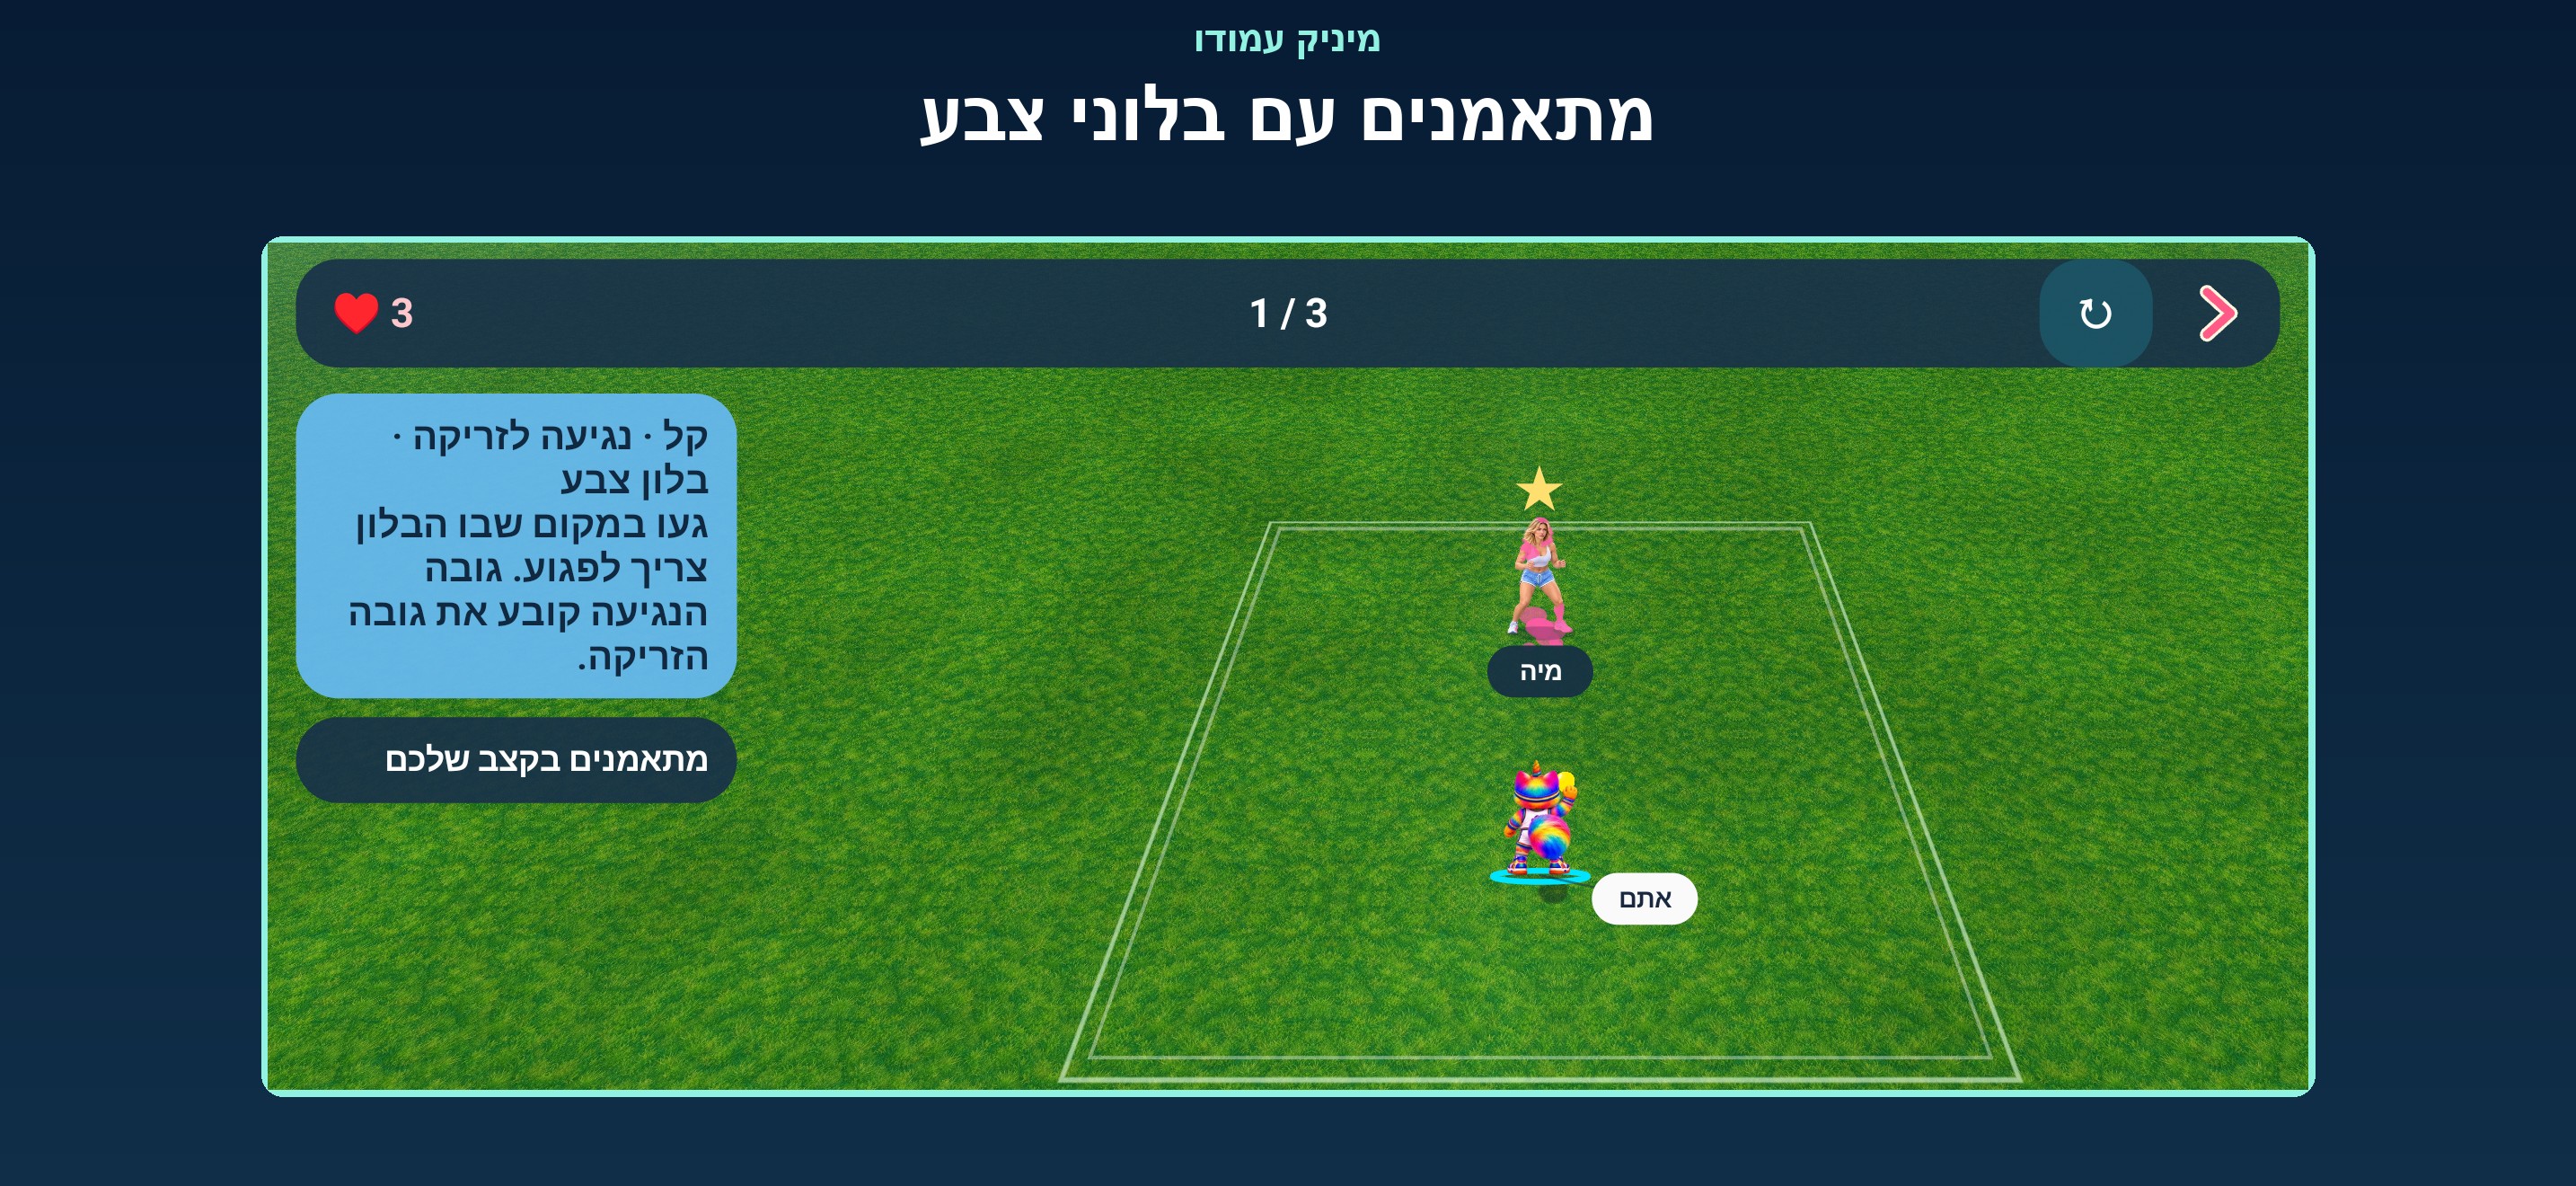 מיניק עמודו
מתאמנים עם בלוני צבע
3
1 / 3
קל · נגיעה לזריקה ·
בלון צבע
געו במקום שבו הבלון
צריך לפגוע. גובה
הנגיעה קובע את גובה
הזריקה.
מתאמנים בקצב שלכם
מיה
אתם